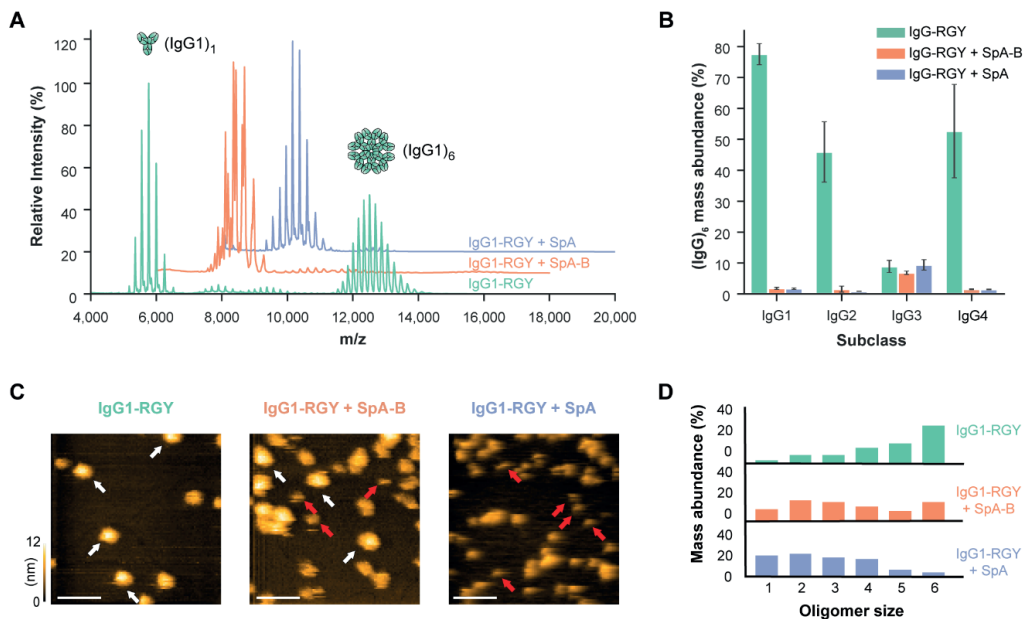 A
Relative Intensity (%)
120
100
80
60
40
20
0
(IgG1)1
(IgG1)6
IgG1-RGY + SpA
IgG1-RGY + SpA-B
IgG1-RGY
4,000 6,000 8,000 10,000 12,000 14,000 16,000 18,000 20,000
m/z
B
IgG-RGY
IgG-RGY + SpA-B
IgG-RGY + SpA
(IgG)6 mass abundance (%)
80
70
60
50
40
30
20
10
0
IgG1 IgG2 IgG3 IgG4
Subclass
C
IgG1-RGY IgG1-RGY + SpA-B IgG1-RGY + SpA
12
(nm)
0
D
Mass abundance (%)
40
20
0
IgG1-RGY
40
20
0
IgG1-RGY
+ SpA-B
40
20
0
IgG1-RGY
+ SpA
1 2 3 4 5 6
Oligomer size